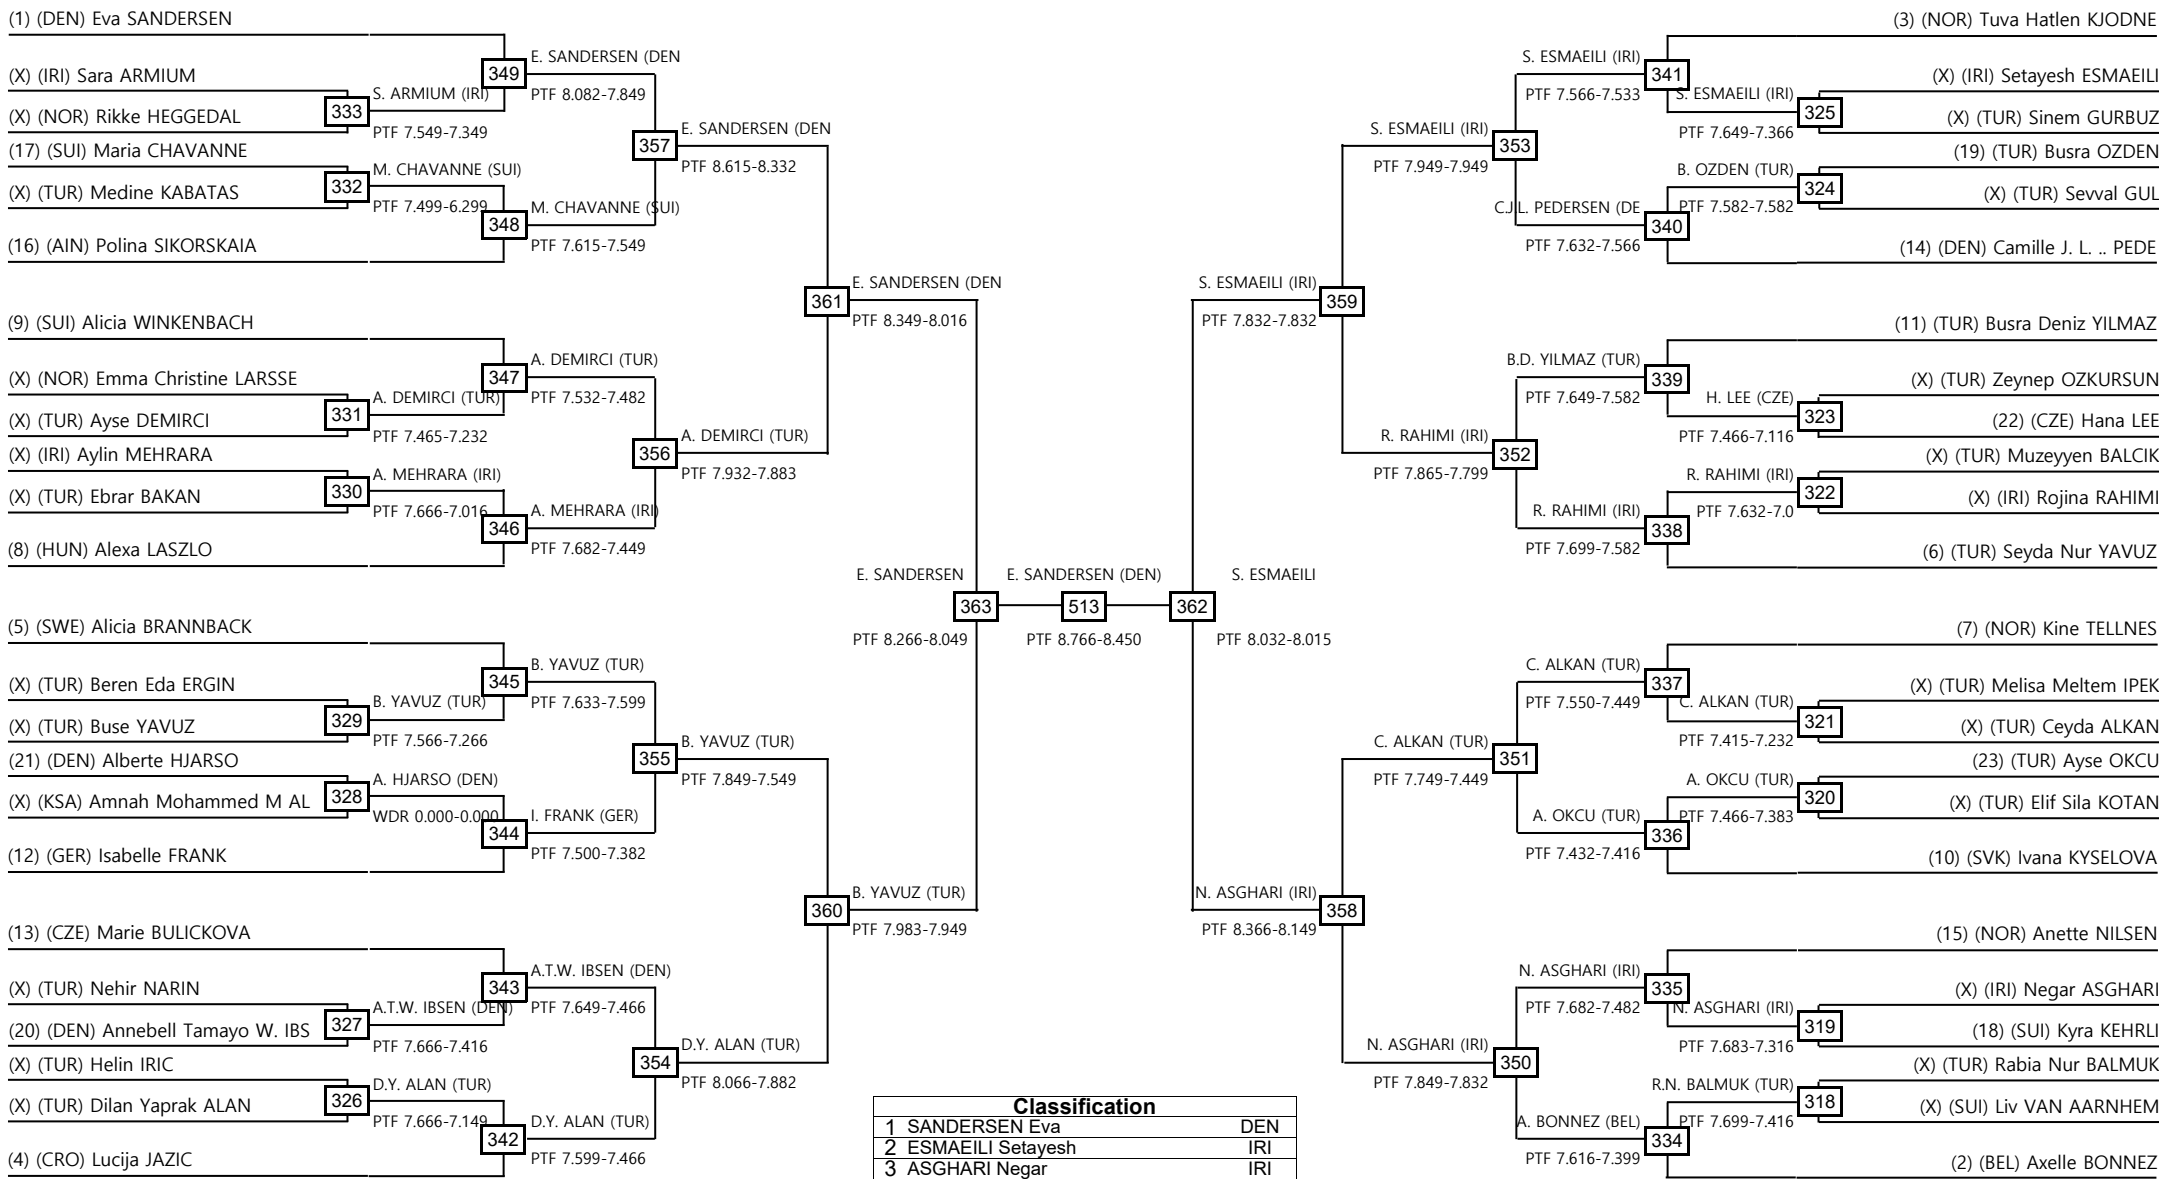 (1) (DEN) Eva SANDERSEN
(X) (IRI) Sara ARMIUM
(X) (NOR) Rikke HEGGEDAL
(17) (SUI) Maria CHAVANNE
(X) (TUR) Medine KABATAS
(16) (AIN) Polina SIKORSKAIA
(9) (SUI) Alicia WINKENBACH
(X) (NOR) Emma Christine LARSSE
(X) (TUR) Ayse DEMIRCI
(X) (IRI) Aylin MEHRARA
(X) (TUR) Ebrar BAKAN
(8) (HUN) Alexa LASZLO
(5) (SWE) Alicia BRANNBACK
(X) (TUR) Beren Eda ERGIN
(X) (TUR) Buse YAVUZ
(21) (DEN) Alberte HJARSO
(X) (KSA) Amnah Mohammed M AL
(12) (GER) Isabelle FRANK
(13) (CZE) Marie BULICKOVA
(X) (TUR) Nehir NARIN
(20) (DEN) Annebell Tamayo W. IBS
(X) (TUR) Helin IRIC
(X) (TUR) Dilan Yaprak ALAN
(4) (CRO) Lucija JAZIC
333
S. ARMIUM (IRI)
PTF 7.549-7.349
332
M. CHAVANNE (SUI)
PTF 7.499-6.299
331
A. DEMIRCI (TUR)
PTF 7.465-7.232
330
A. MEHRARA (IRI)
PTF 7.666-7.016
329
B. YAVUZ (TUR)
PTF 7.566-7.266
328
A. HJARSO (DEN)
WDR 0.000-0.000
327
A.T.W. IBSEN (DEN)
PTF 7.666-7.416
326
D.Y. ALAN (TUR)
PTF 7.666-7.149
349
E. SANDERSEN (DEN
PTF 8.082-7.849
348
M. CHAVANNE (SUI)
PTF 7.615-7.549
347
A. DEMIRCI (TUR)
PTF 7.532-7.482
346
A. MEHRARA (IRI)
PTF 7.682-7.449
345
B. YAVUZ (TUR)
PTF 7.633-7.599
344
I. FRANK (GER)
PTF 7.500-7.382
343
A.T.W. IBSEN (DEN)
PTF 7.649-7.466
342
D.Y. ALAN (TUR)
PTF 7.599-7.466
357
E. SANDERSEN (DEN
PTF 8.615-8.332
356
A. DEMIRCI (TUR)
PTF 7.932-7.883
355
B. YAVUZ (TUR)
PTF 7.849-7.549
354
D.Y. ALAN (TUR)
PTF 8.066-7.882
361
E. SANDERSEN (DEN
PTF 8.349-8.016
360
B. YAVUZ (TUR)
PTF 7.983-7.949
E. SANDERSEN
363
PTF 8.266-8.049
E. SANDERSEN (DEN)
513
PTF 8.766-8.450
S. ESMAEILI
362
PTF 8.032-8.015
S. ESMAEILI (IRI)
359
PTF 7.832-7.832
N. ASGHARI (IRI)
358
PTF 8.366-8.149
S. ESMAEILI (IRI)
353
PTF 7.949-7.949
R. RAHIMI (IRI)
352
PTF 7.865-7.799
C. ALKAN (TUR)
351
PTF 7.749-7.449
N. ASGHARI (IRI)
350
PTF 7.849-7.832
S. ESMAEILI (IRI)
341
PTF 7.566-7.533
C.J.L. PEDERSEN (DE
340
PTF 7.632-7.566
B.D. YILMAZ (TUR)
339
PTF 7.649-7.582
R. RAHIMI (IRI)
338
PTF 7.699-7.582
C. ALKAN (TUR)
337
PTF 7.550-7.449
A. OKCU (TUR)
336
PTF 7.432-7.416
N. ASGHARI (IRI)
335
PTF 7.682-7.482
A. BONNEZ (BEL)
334
PTF 7.616-7.399
S. ESMAEILI (IRI)
325
PTF 7.649-7.366
B. OZDEN (TUR)
324
PTF 7.582-7.582
H. LEE (CZE)
323
PTF 7.466-7.116
R. RAHIMI (IRI)
322
PTF 7.632-7.0
C. ALKAN (TUR)
321
PTF 7.415-7.232
A. OKCU (TUR)
320
PTF 7.466-7.383
N. ASGHARI (IRI)
319
PTF 7.683-7.316
R.N. BALMUK (TUR)
318
PTF 7.699-7.416
(3) (NOR) Tuva Hatlen KJODNE
(X) (IRI) Setayesh ESMAEILI
(X) (TUR) Sinem GURBUZ
(19) (TUR) Busra OZDEN
(X) (TUR) Sevval GUL
(14) (DEN) Camille J. L. .. PEDE
(11) (TUR) Busra Deniz YILMAZ
(X) (TUR) Zeynep OZKURSUN
(22) (CZE) Hana LEE
(X) (TUR) Muzeyyen BALCIK
(X) (IRI) Rojina RAHIMI
(6) (TUR) Seyda Nur YAVUZ
(7) (NOR) Kine TELLNES
(X) (TUR) Melisa Meltem IPEK
(X) (TUR) Ceyda ALKAN
(23) (TUR) Ayse OKCU
(X) (TUR) Elif Sila KOTAN
(10) (SVK) Ivana KYSELOVA
(15) (NOR) Anette NILSEN
(X) (IRI) Negar ASGHARI
(18) (SUI) Kyra KEHRLI
(X) (TUR) Rabia Nur BALMUK
(X) (SUI) Liv VAN AARNHEM
(2) (BEL) Axelle BONNEZ
Classification
1 SANDERSEN Eva DEN
2 ESMAEILI Setayesh IRI
3 ASGHARI Negar IRI